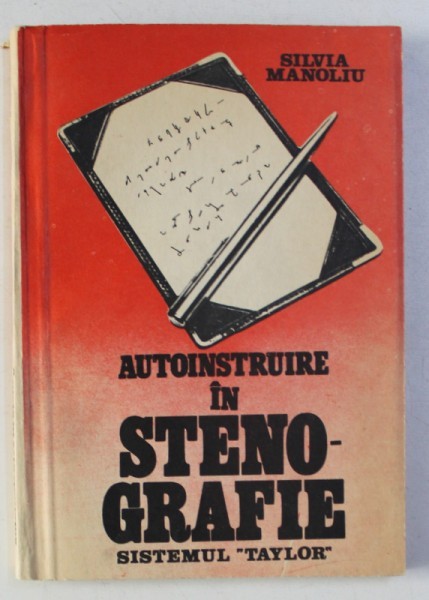 SILVIA
MANOLIU
AUTOINSTRUIRE
ÎN
STENO-
GRAFIE
SISTEMUL "TAYLOR"